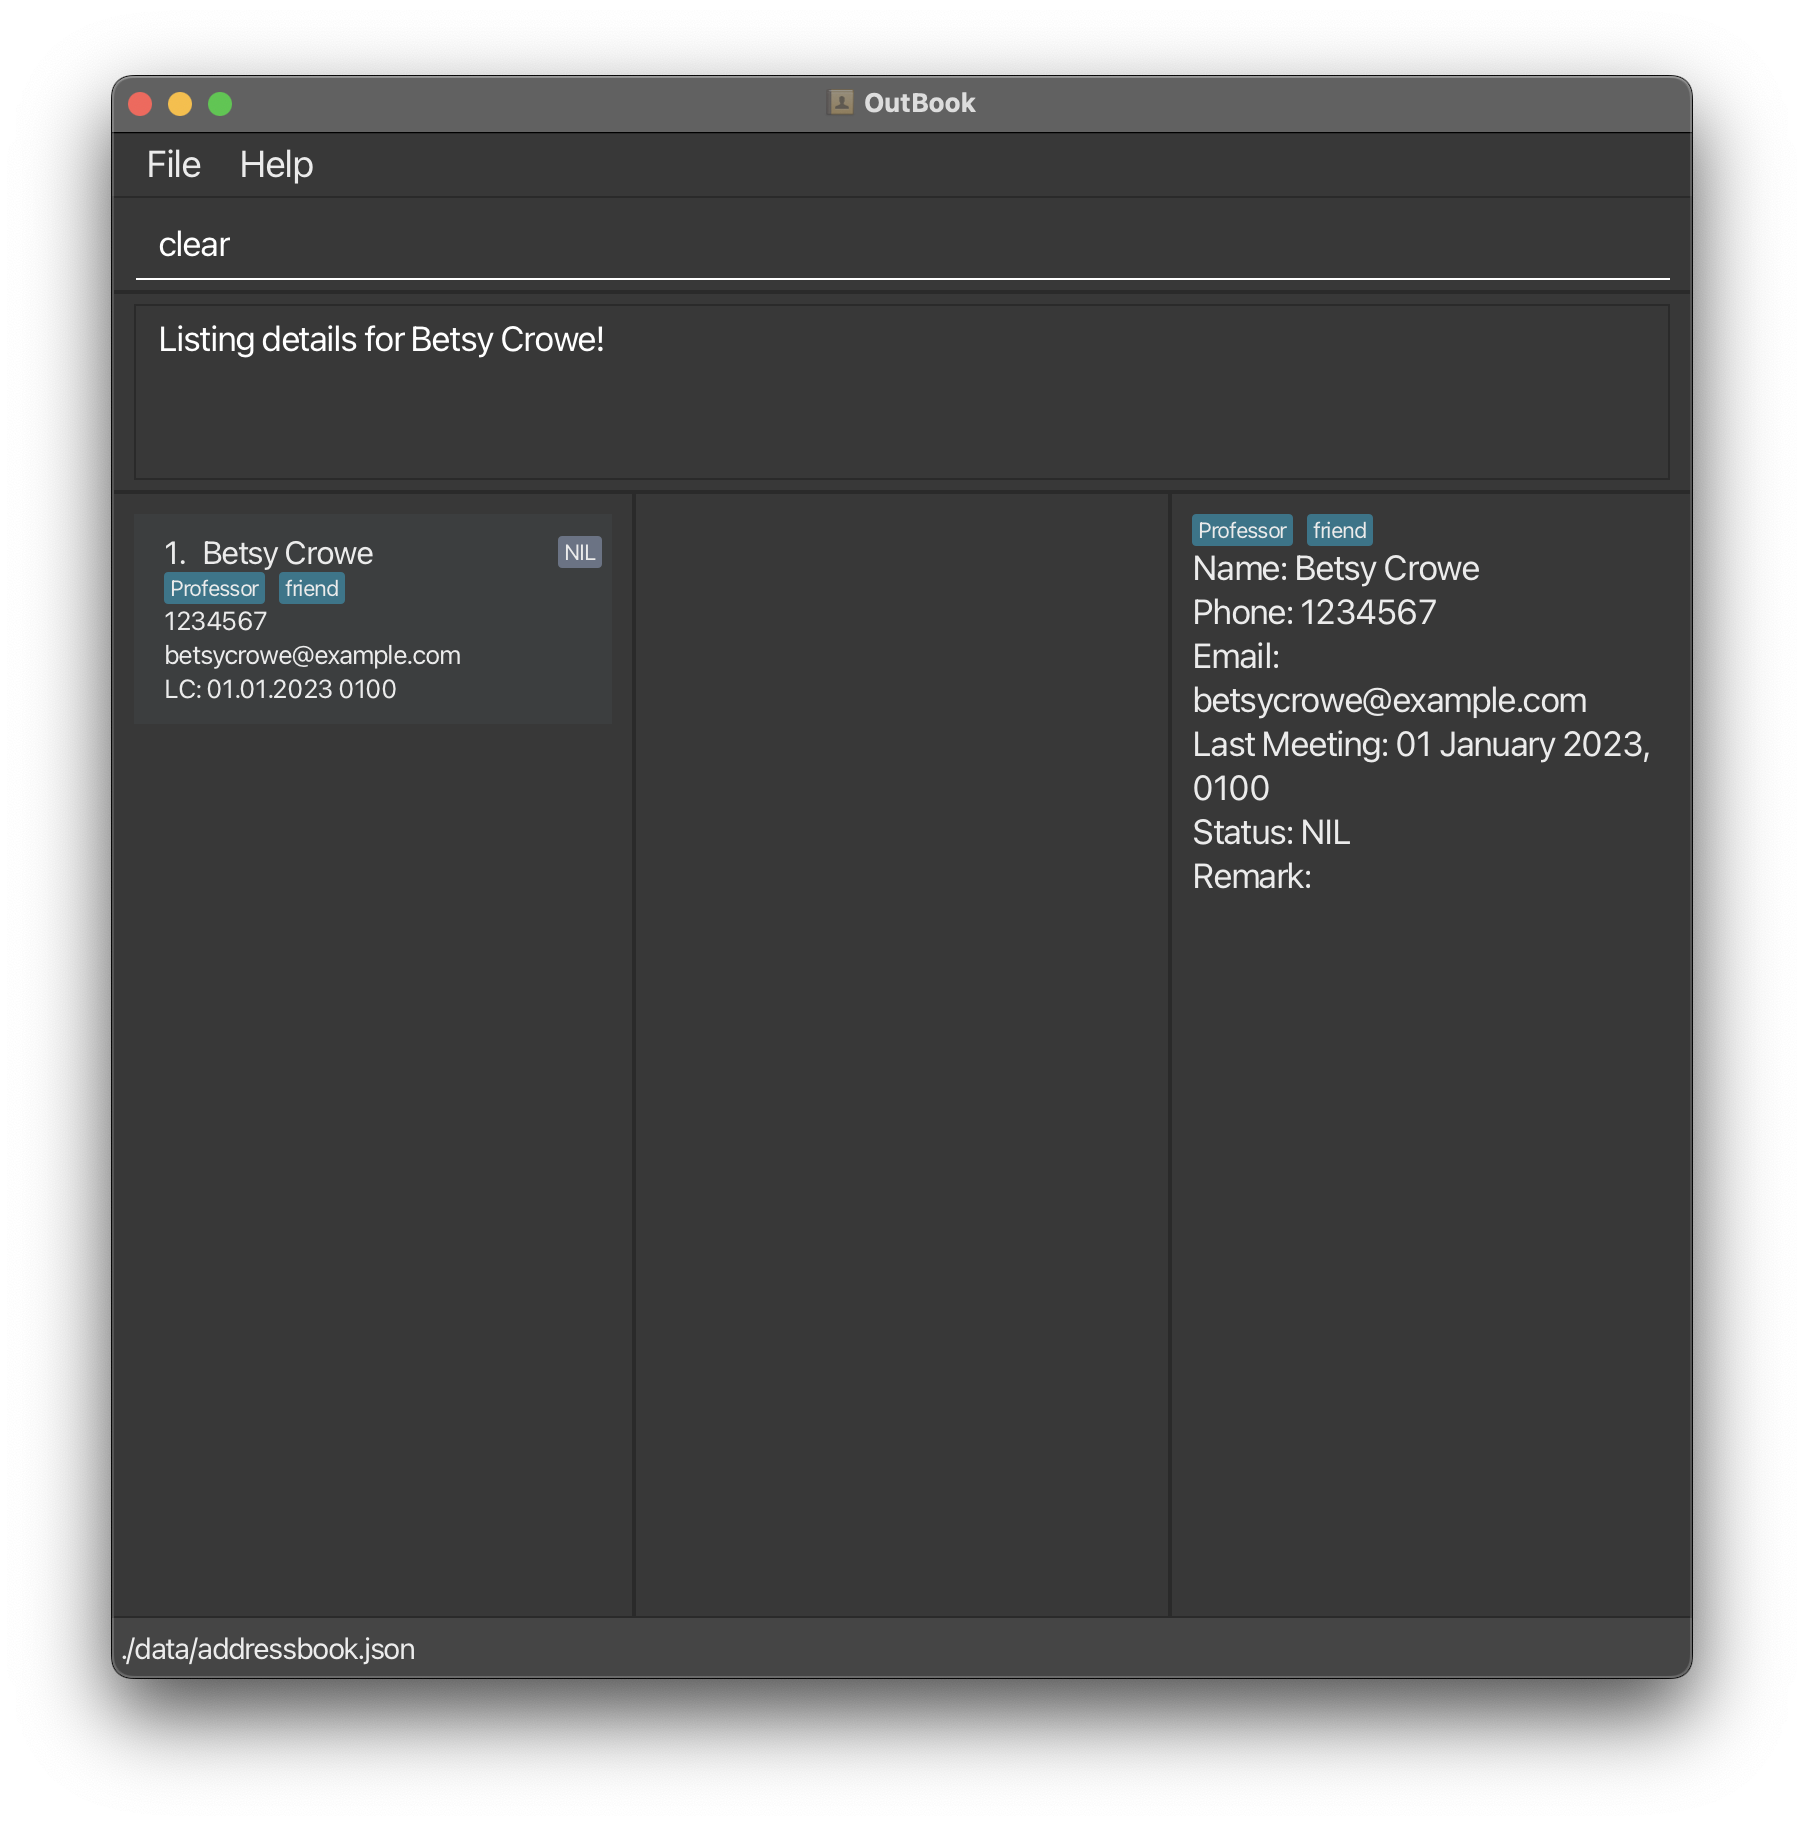 OutBook
File Help
clear
Listing details for Betsy Crowe!
1. Betsy Crowe NIL
Professor friend
1234567
betsycrowe@example.com
LC: 01.01.2023 0100
Professor friend
Name: Betsy Crowe
Phone: 1234567
Email:
betsycrowe@example.com
Last Meeting: 01 January 2023,
0100
Status: NIL
Remark:
./data/addressbook.json